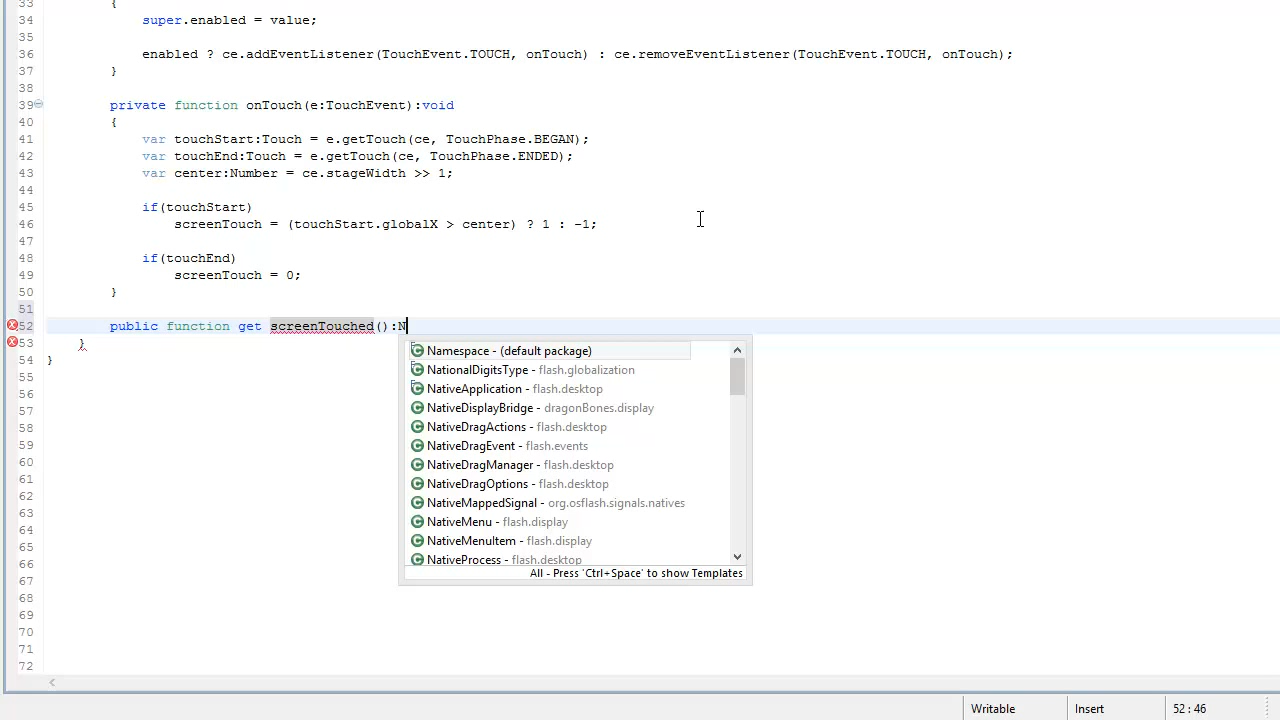 33 {
34 super.enabled = value;
35
36 enabled ? ce.addEventListener(TouchEvent.TOUCH, onTouch) : ce.removeEventListener(TouchEvent.TOUCH, onTouch);
37 }
38
39 private function onTouch(e:TouchEvent):void
40 {
41 var touchStart:Touch = e.getTouch(ce, TouchPhase.BEGAN);
42 var touchEnd:Touch = e.getTouch(ce, TouchPhase.ENDED);
43 var center:Number = ce.stageWidth >> 1;
44
45 if(touchStart)
46 screenTouch = (touchStart.globalX > center) ? 1 : -1;
47
48 if(touchEnd)
49 screenTouch = 0;
50 }
51
52 public function get screenTouched():N
53 }
54 }
55
56
57
58
59
60
61
62
63
64
65
66
67
68
69
70
71
72
Namespace - (default package)
NationalDigitsType - flash.globalization
NativeApplication - flash.desktop
NativeDisplayBridge - dragonBones.display
NativeDragActions - flash.desktop
NativeDragEvent - flash.events
NativeDragManager - flash.desktop
NativeDragOptions - flash.desktop
NativeMappedSignal - org.osflash.signals.natives
NativeMenu - flash.display
NativeMenuItem - flash.display
NativeProcess - flash.desktop
All - Press 'Ctrl+Space' to show Templates
Writable Insert 52 : 46